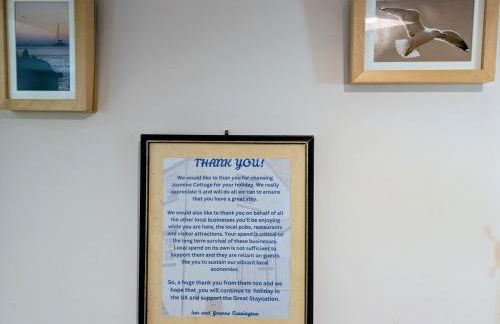 THANK YOU!
We would like to than you for choosing
Jasmine Cottage for your holiday. We really
appreciate it and will do all we can to ensure
that you have a great stay.
We would also like to thank you on behalf of all
the other local businesses you'll be enjoying
while you are here, the local pubs, restaurants
and visitor attractions. Your spend is critical to
the long term survival of these businesses.
Local spend on its own is not sufficient to
support them and they are reliant on guests
like you to sustain our vibrant local
economies.
So, a huge thank you from them too and we
hope that you will continue to holiday in
the UK and support the Great Staycation.
Ian and Yvonne